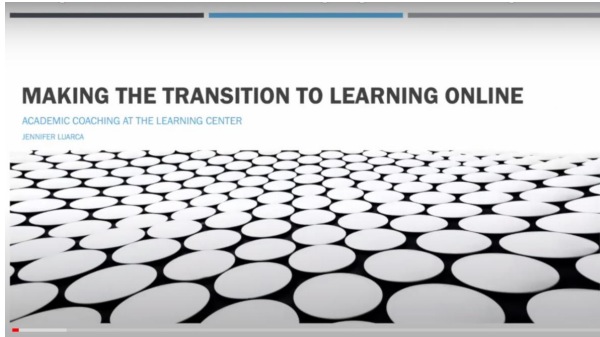 MAKING THE TRANSITION TO LEARNING ONLINE
ACADEMIC COACHING AT THE LEARNING CENTER
JENNIFER LUARCA